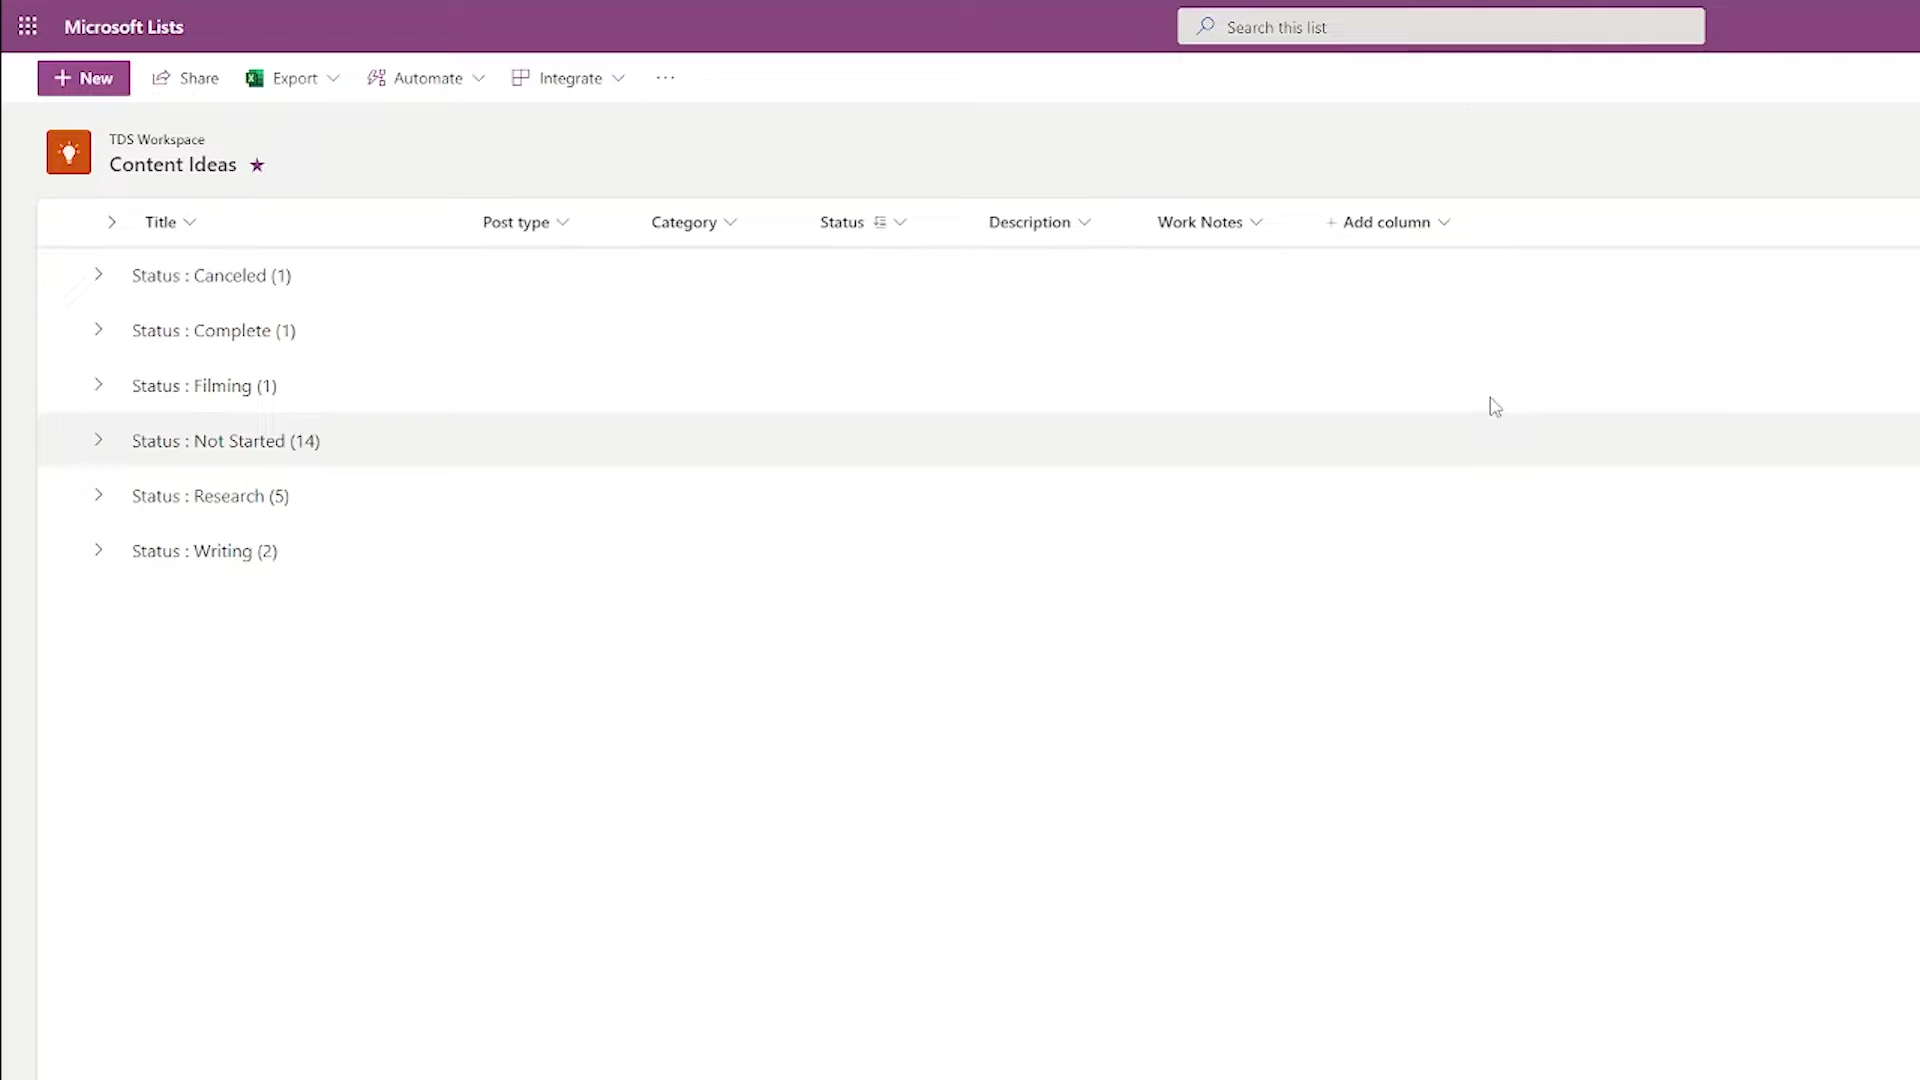 Microsoft Lists
Search this list
+ New Share Export Automate Integrate ...
TDS Workspace
Content Ideas
Title Post type Category Status Description Work Notes + Add column
Status : Canceled (1)
Status : Complete (1)
Status : Filming (1)
Status : Not Started (14)
Status : Research (5)
Status : Writing (2)